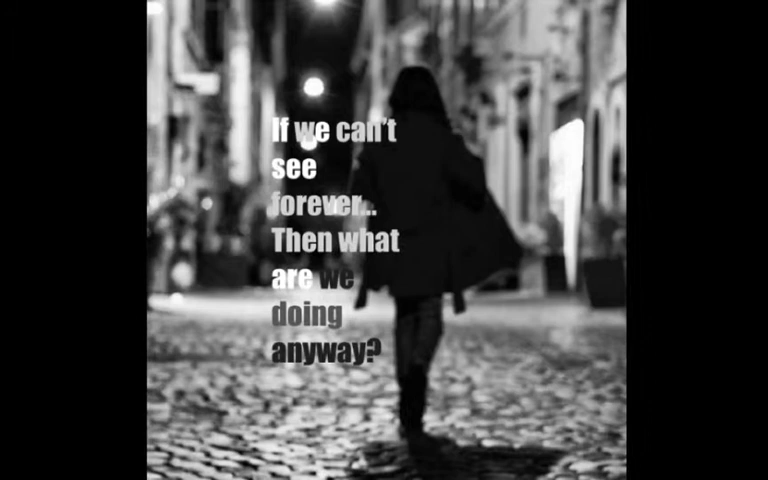 If we can't
see
forever...
Then what
are we
doing
anyway?